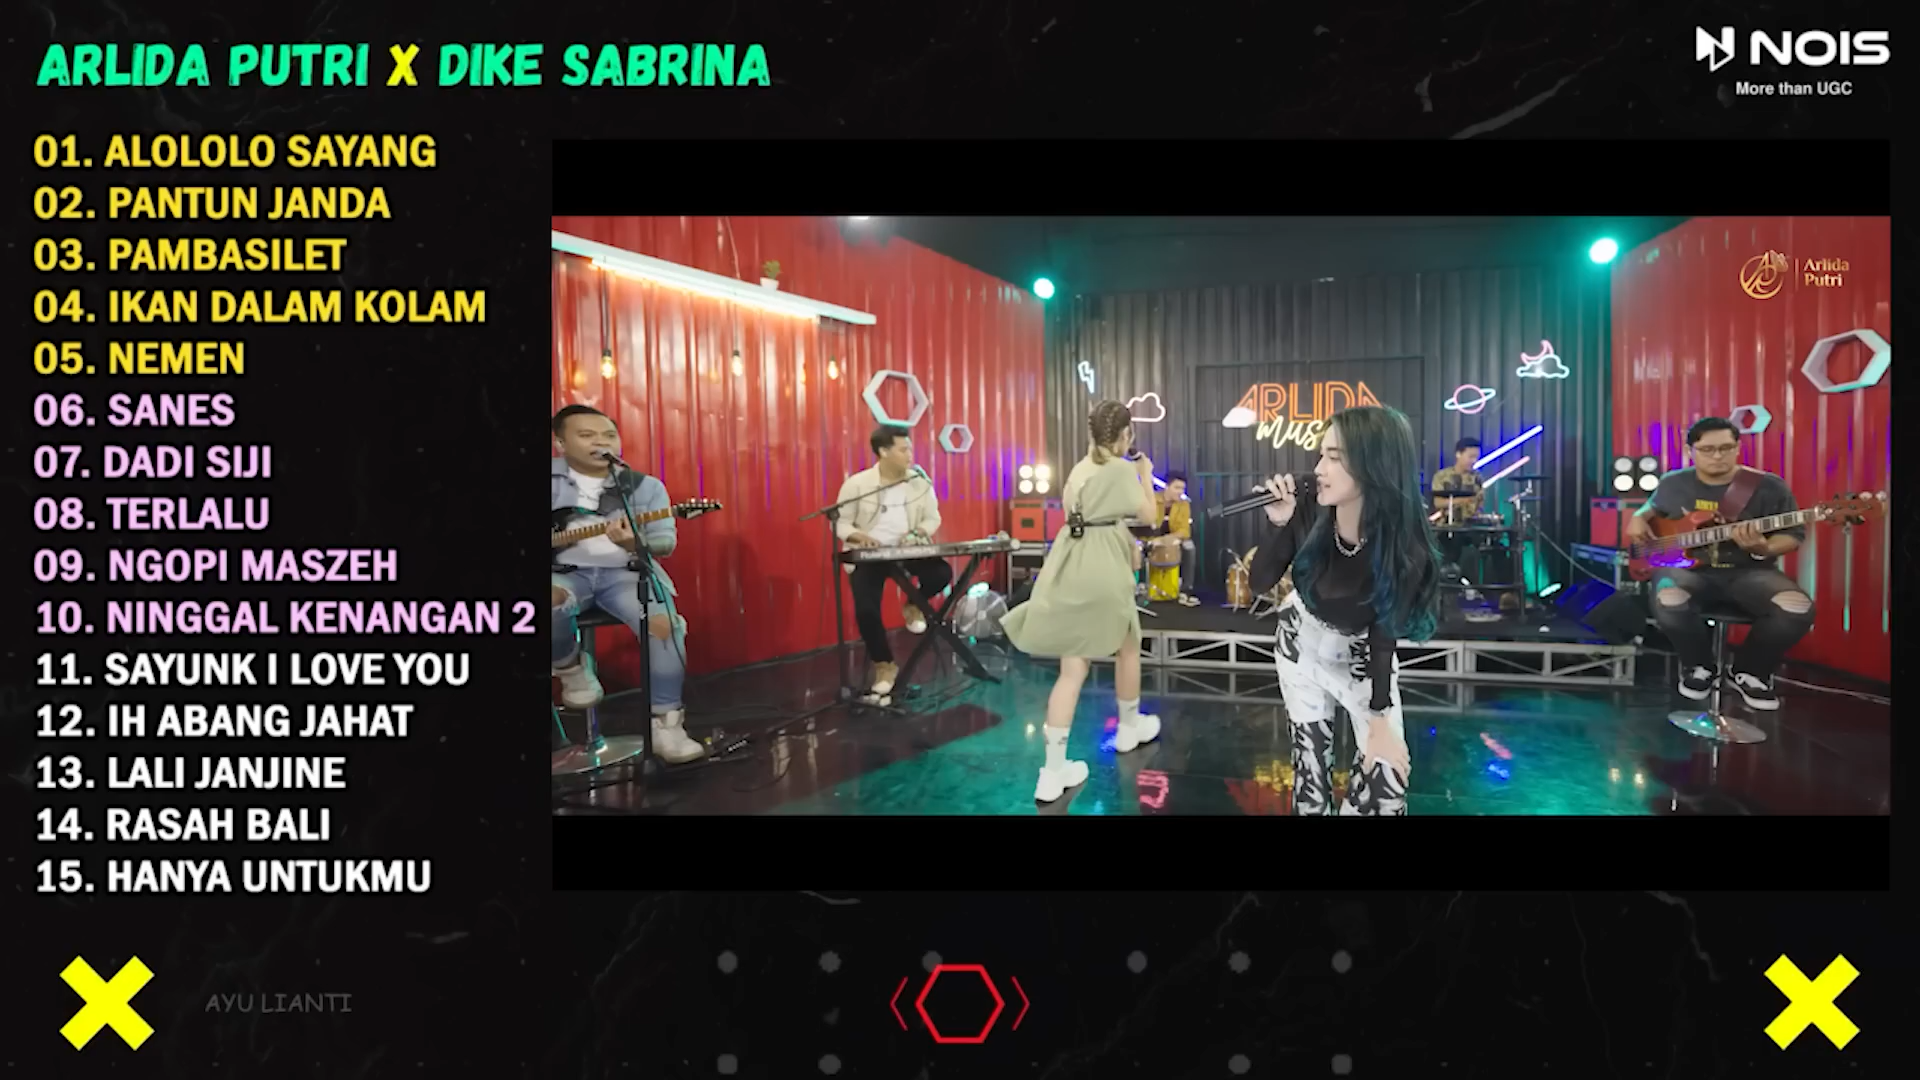 ARLIDA PUTRI X DIKE SABRINA
NOIS
More than UGC
01. ALOLOLO SAYANG
02. PANTUN JANDA
03. PAMBASILET
04. IKAN DALAM KOLAM
05. NEMEN
06. SANES
07. DADI SIJI
08. TERLALU
09. NGOPI MASZEH
10. NINGGAL KENANGAN 2
11. SAYUNK I LOVE YOU
12. IH ABANG JAHAT
13. LALI JANJINE
14. RASAH BALI
15. HANYA UNTUKMU
Arlida
Putri
ARLIDA
AYU LIANTI